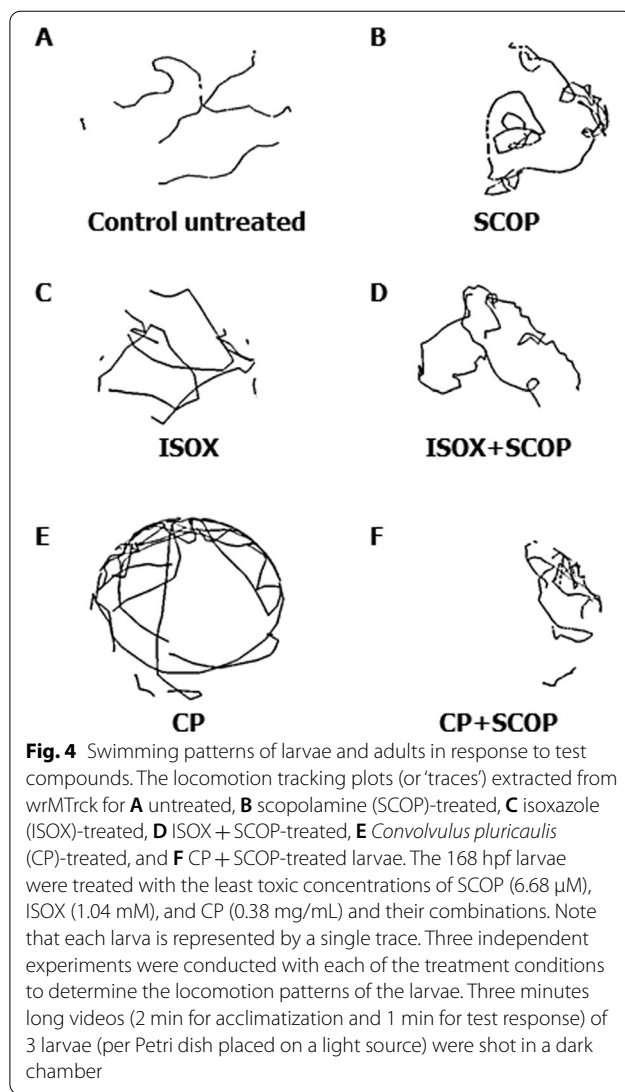 A
B
Control untreated
SCOP
C
D
ISOX
ISOX+SCOP
E
F
CP
CP+SCOP
Fig. 4 Swimming patterns of larvae and adults in response to test
compounds. The locomotion tracking plots (or ‘traces’) extracted from
wrMTrck for A untreated, B scopolamine (SCOP)-treated, C isoxazole
(ISOX)-treated, D ISOX + SCOP-treated, E Convolvulus pluricaulis
(CP)-treated, and F CP + SCOP-treated larvae. The 168 hpf larvae
were treated with the least toxic concentrations of SCOP (6.68 µM),
ISOX (1.04 mM), and CP (0.38 mg/mL) and their combinations. Note
that each larva is represented by a single trace. Three independent
experiments were conducted with each of the treatment conditions
to determine the locomotion patterns of the larvae. Three minutes
long videos (2 min for acclimatization and 1 min for test response) of
3 larvae (per Petri dish placed on a light source) were shot in a dark
chamber